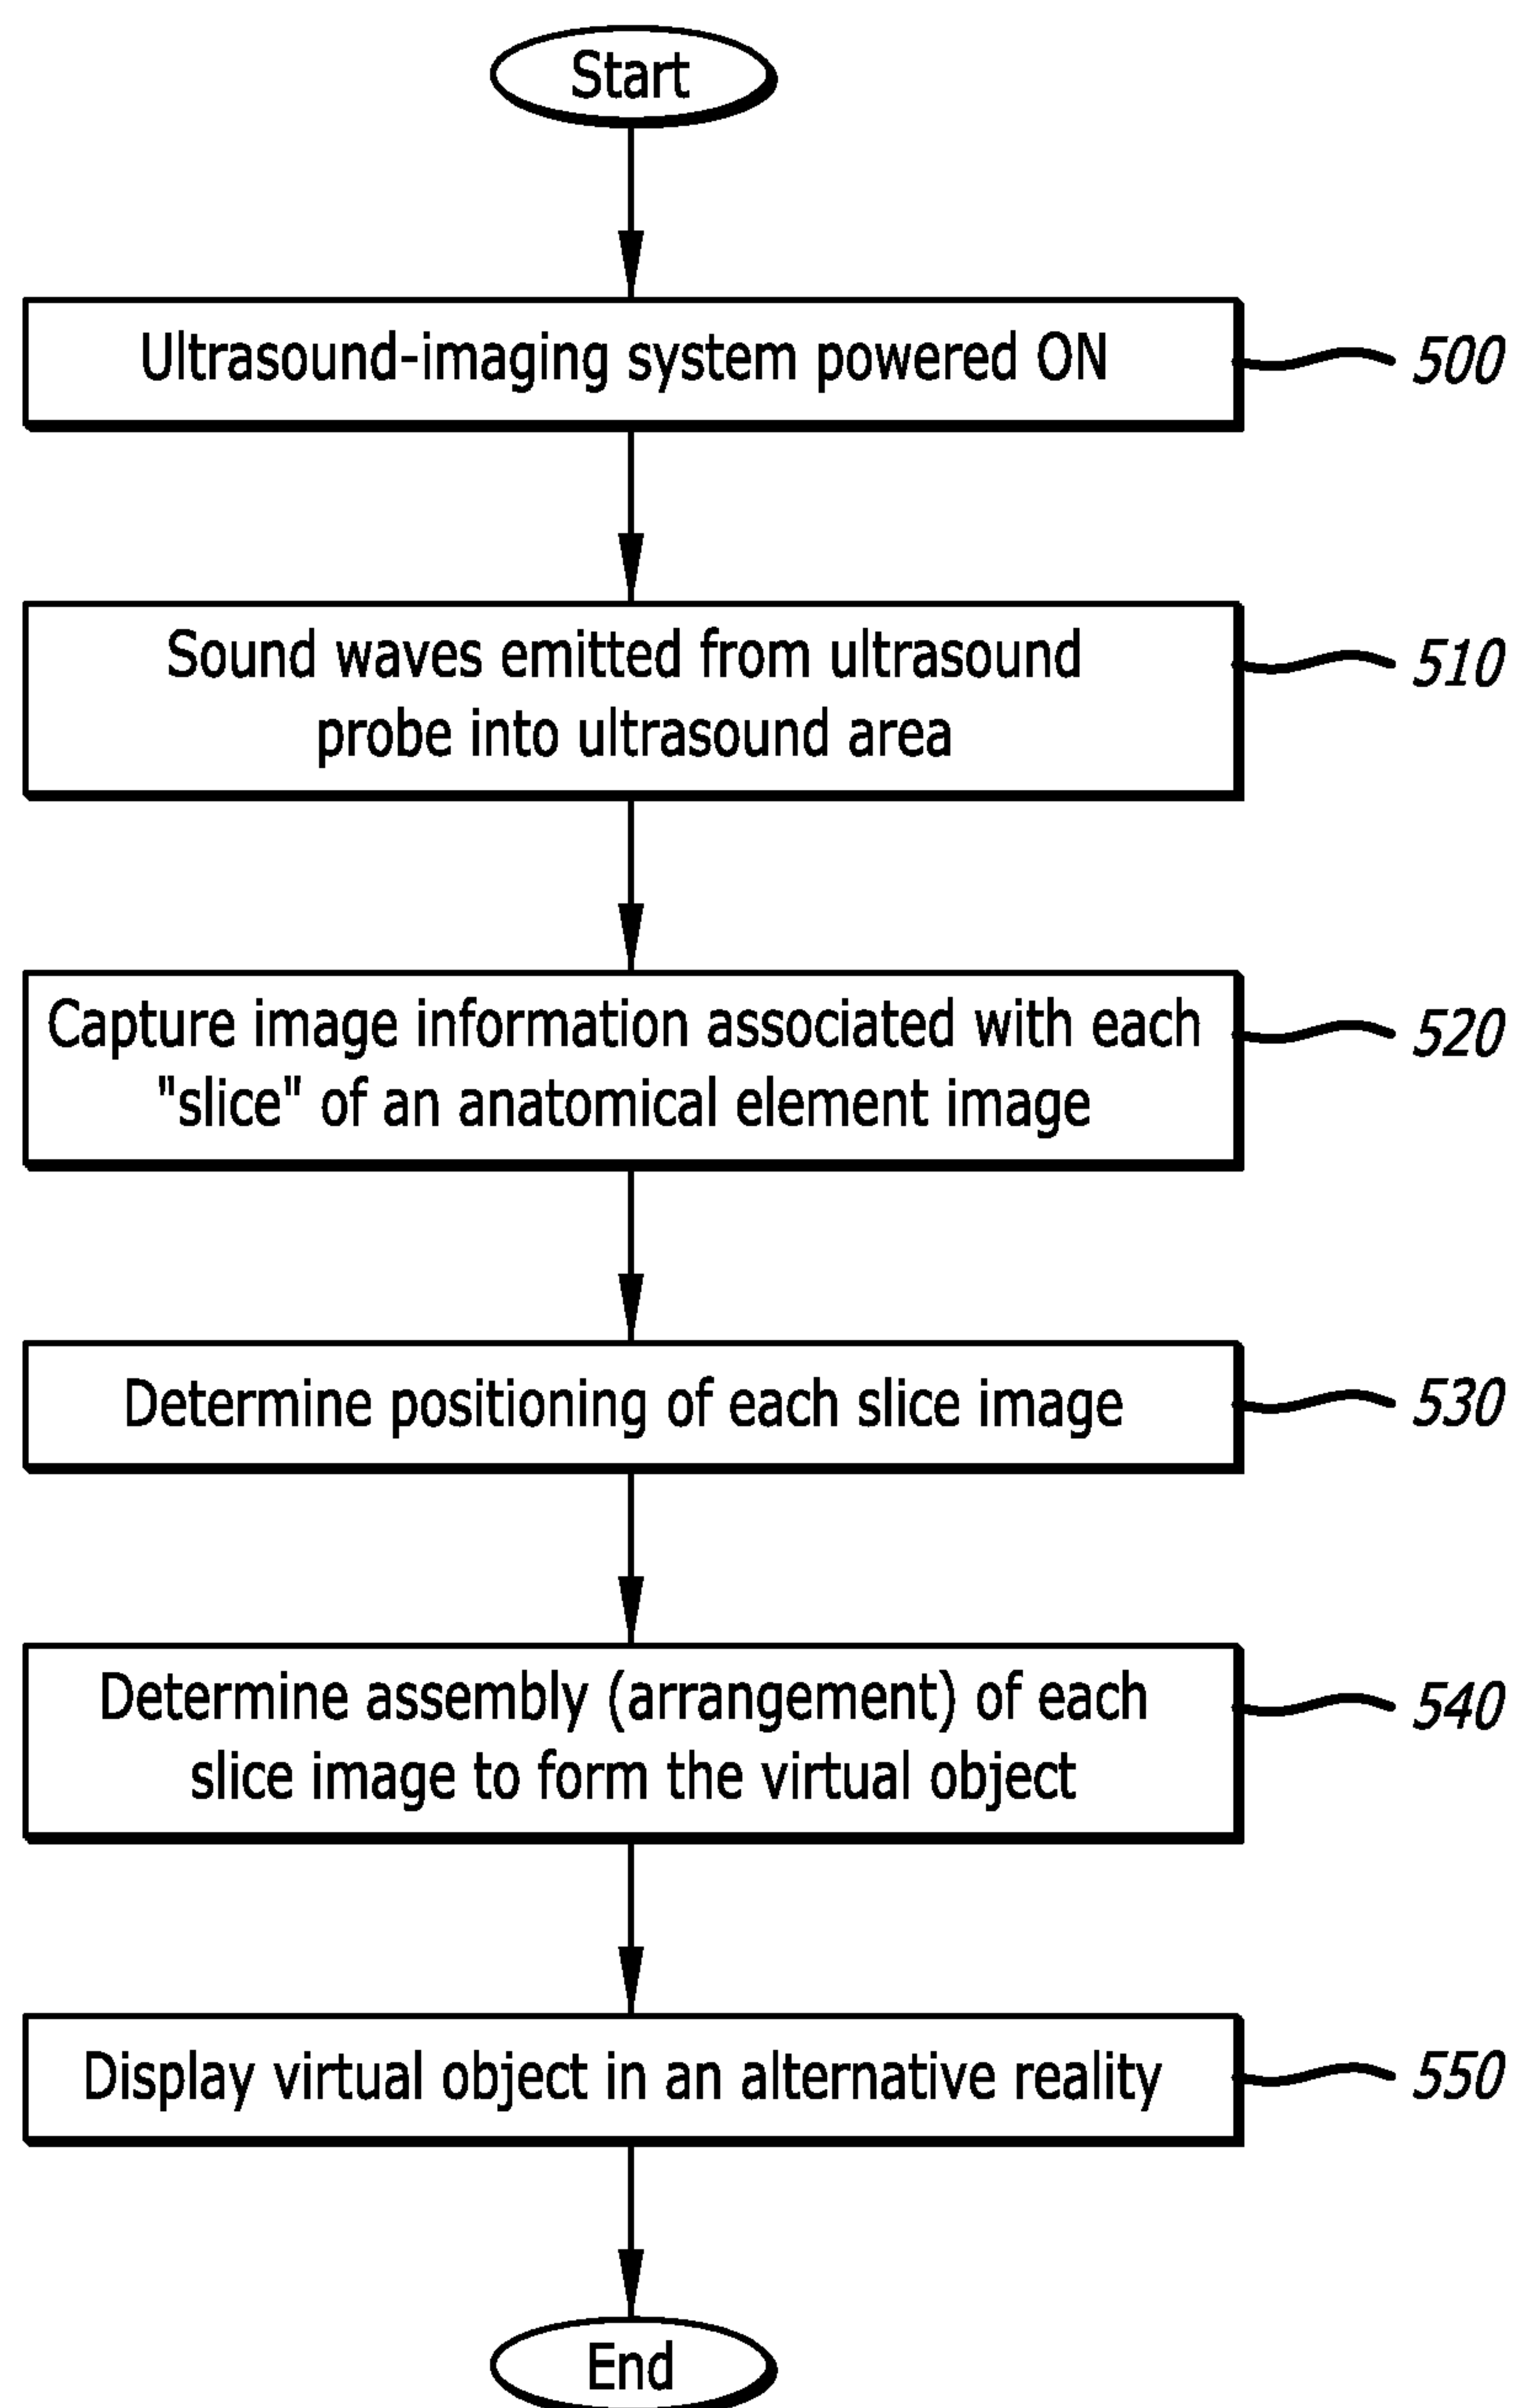 Start
Ultrasound-imaging system powered ON
500
Sound waves emitted from ultrasound
probe into ultrasound area
510
Capture image information associated with each
"slice" of an anatomical element image
520
Determine positioning of each slice image
530
Determine assembly (arrangement) of each
slice image to form the virtual object
540
Display virtual object in an alternative reality
550
End